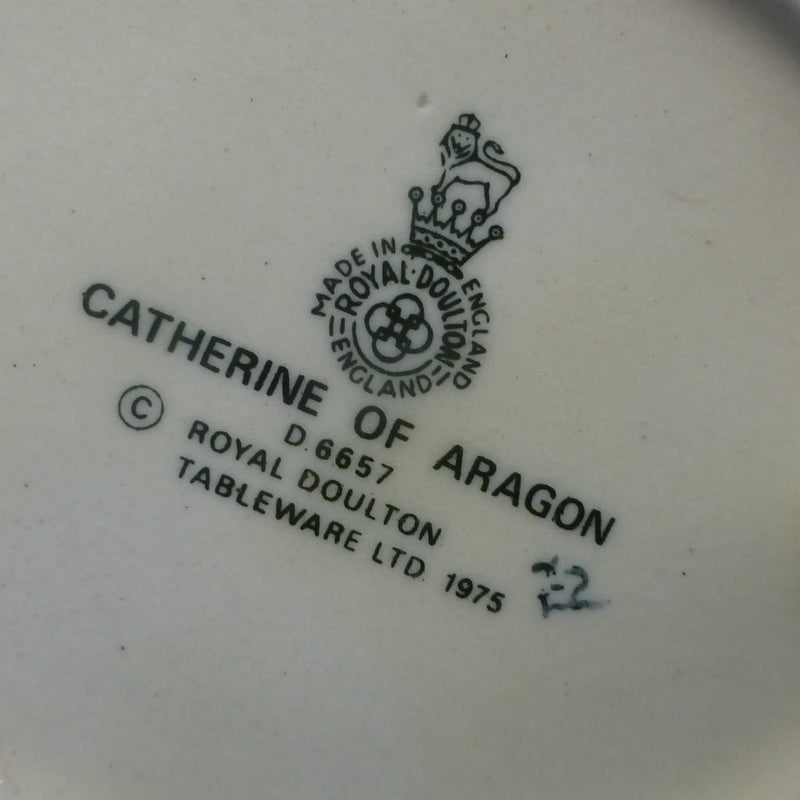 MADE IN ENGLAND
ROYAL·DOULTON
ENGLAND
CATHERINE OF ARAGON
D.6657
© ROYAL DOULTON
TABLEWARE LTD. 1975